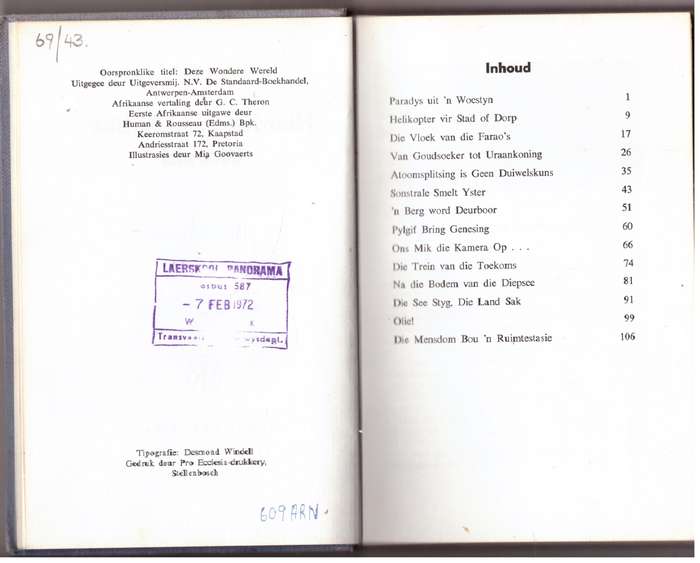 69/43.
Oorspronklike titel: Deze Wondere Wereld
Uitgegee deur Uitgeversmij. N.V. De Standaard-Boekhandel,
Antwerpen-Amsterdam
Afrikaanse vertaling deur G. C. Theron
Eerste Afrikaanse uitgawe deur
Human & Rousseau (Edms.) Bpk.
Keeromstraat 72, Kaapstad
Andriesstraat 172, Pretoria
Illustrasies deur Mia Goovaerts
PANORAMA
587
- 7 FEB 1972
W K
Tipografie: Desmond Windell
Gedruk deur Pro Ecclesia-drukkery,
Stellenbosch
609 ARN.
Inhoud
Paradys uit 'n Woestyn 1
Helikopter vir Stad of Dorp 9
Die Vloek van die Farao's 17
Van Goudsoeker tot Uraankoning 26
Atoomsplitsing is Geen Duiwelskuns 35
Sonstrale Smelt Yster 43
'n Berg word Deurboor 51
Pylgif Bring Genesing 60
Ons Mik die Kamera Op . . . 66
Die Trein van die Toekoms 74
Na die Bodem van die Diepsee 81
Die See Styg, Die Land Sak 91
Olie! 99
Die Mensdom Bou 'n Ruimtestasie 106